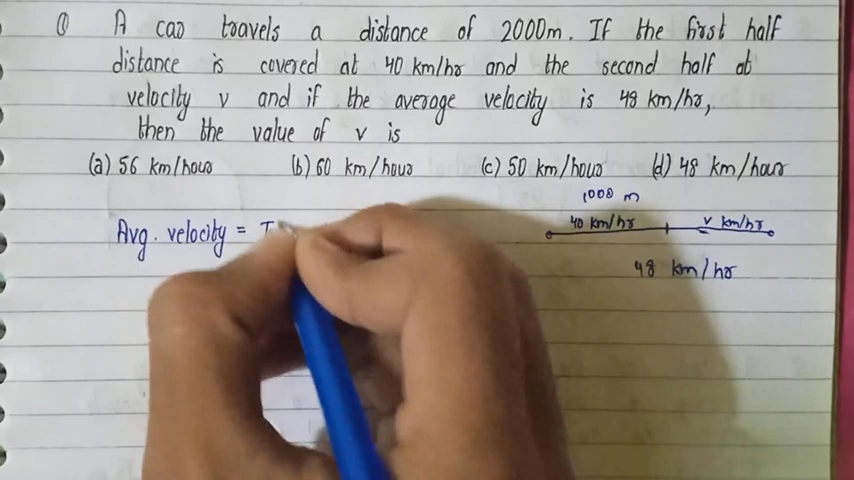 ① A car travels a distance of 2000m. If the first half
distance is covered at 40 km/hr and the second half at
velocity v and if the average velocity is 48 km/hr,
then the value of v is
(a) 56 km/hour (b) 60 km/hour (c) 50 km/hour (d) 48 km/hour
1000 m
40 km/hr v km/hr
Avg. velocity = T
48 km/hr